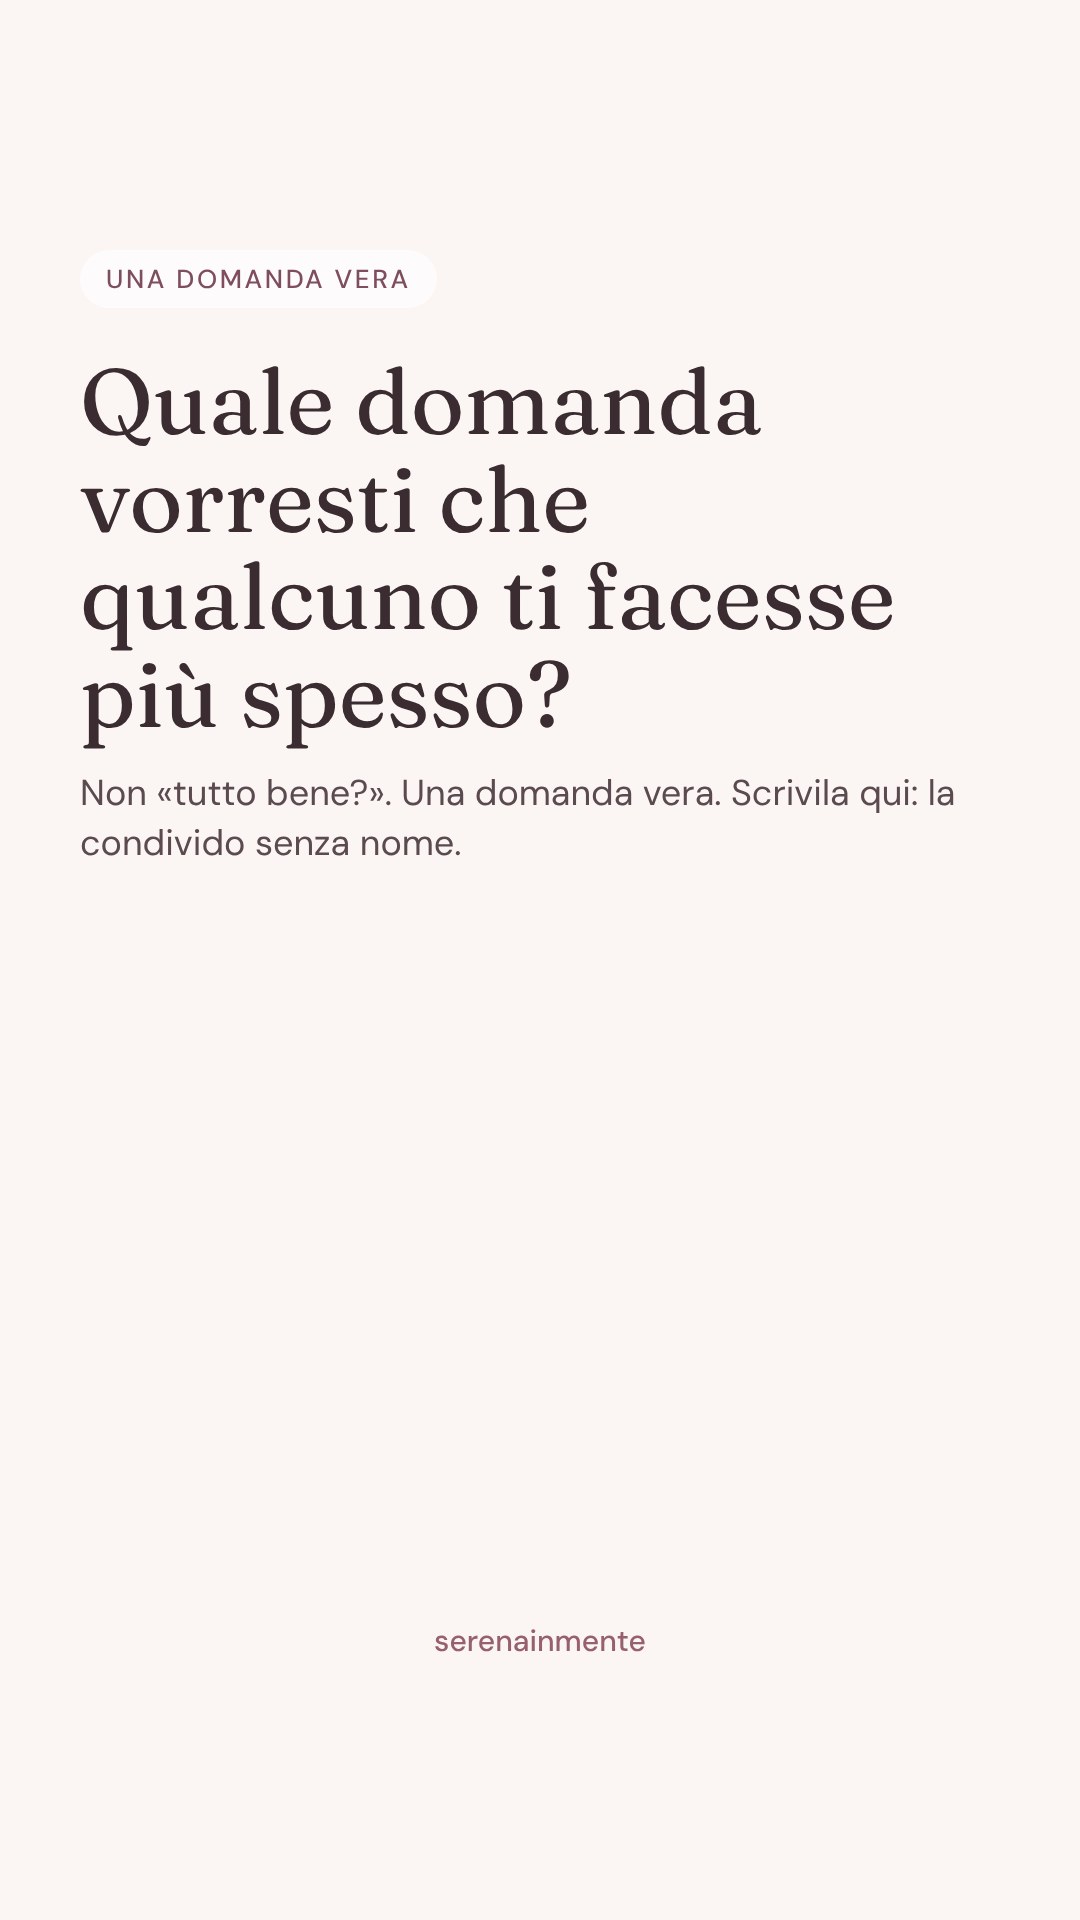 UNA DOMANDA VERA
Quale domanda
vorresti che
qualcuno ti facesse
più spesso?
Non «tutto bene?». Una domanda vera. Scrivila qui: la
condivido senza nome.
serenainmente